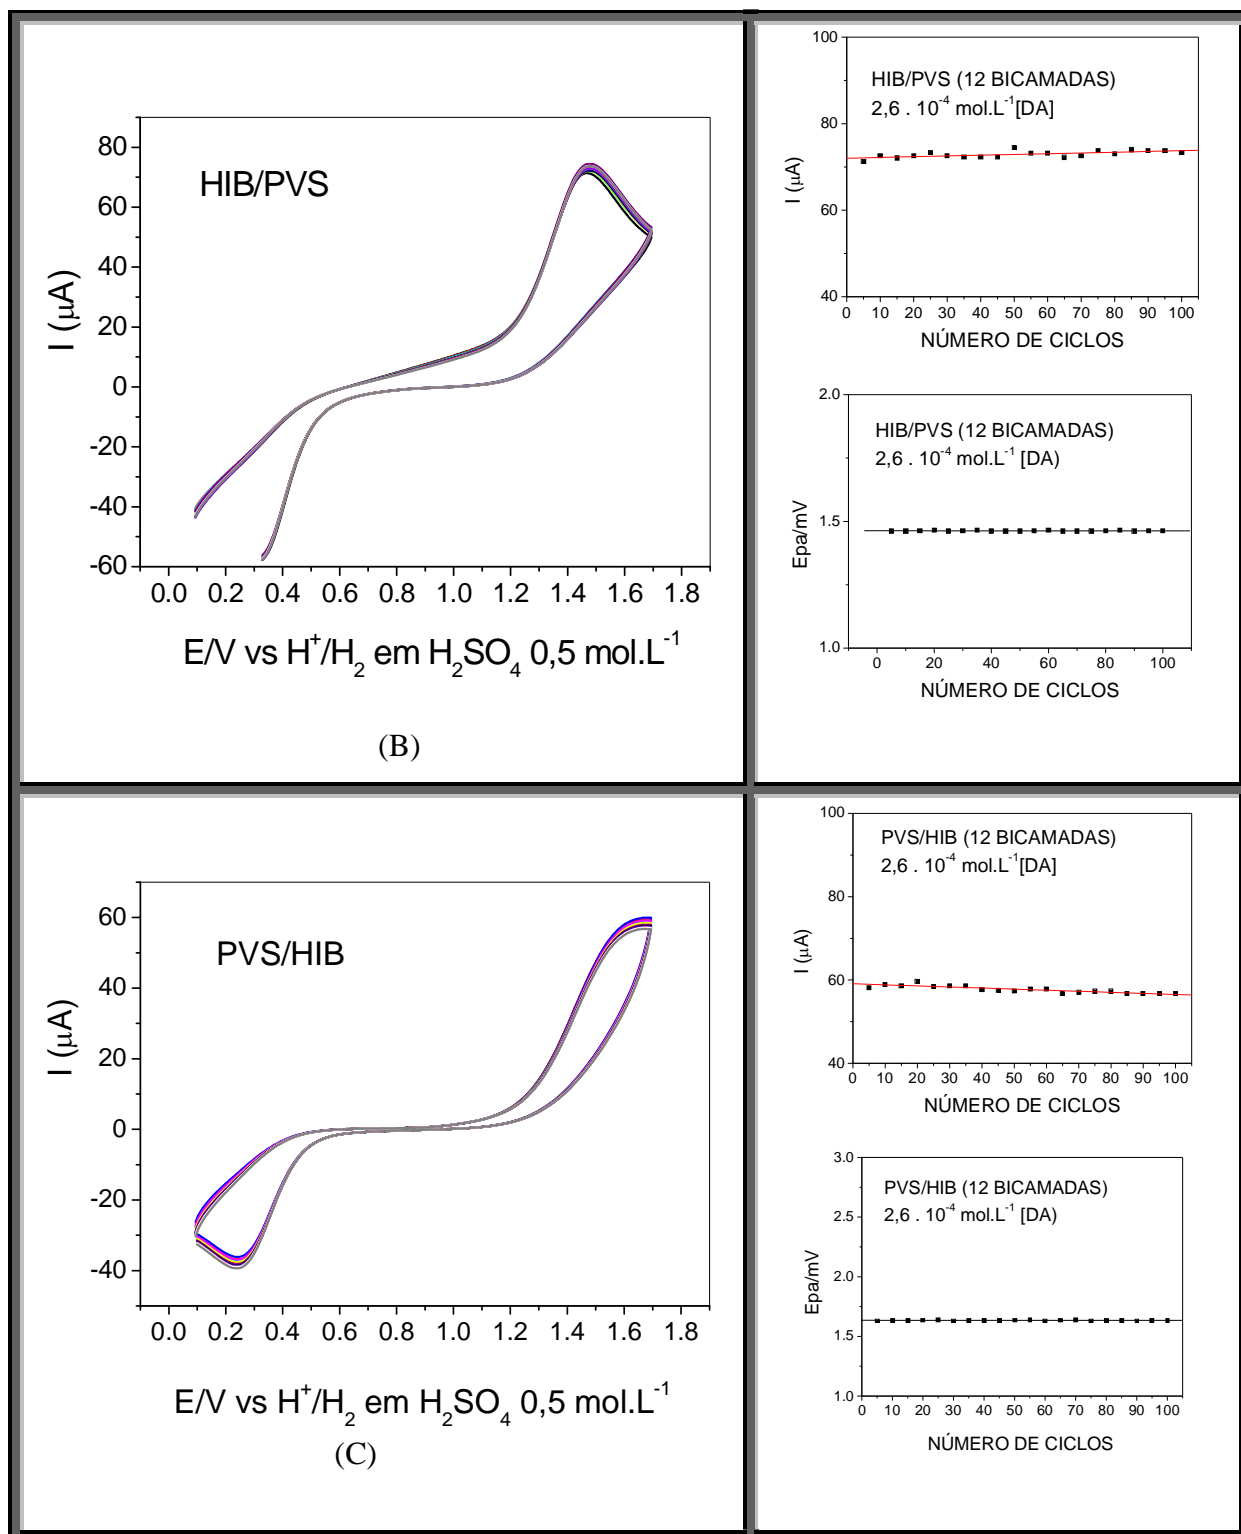 HIB/PVS
I (μA)
80
60
40
20
0
-20
-40
-60
0.0 0.2 0.4 0.6 0.8 1.0 1.2 1.4 1.6 1.8
E/V vs H⁺/H₂ em H₂SO₄ 0,5 mol.L⁻¹
(B)
HIB/PVS (12 BICAMADAS)
2,6 . 10⁻⁴ mol.L⁻¹[DA]
I (μA)
100
80
60
40
0 10 20 30 40 50 60 70 80 90 100
NÚMERO DE CICLOS
HIB/PVS (12 BICAMADAS)
2,6 . 10⁻⁴ mol.L⁻¹ [DA)
Epa/mV
2.0
1.5
1.0
0 20 40 60 80 100
NÚMERO DE CICLOS
PVS/HIB
I (μA)
60
40
20
0
-20
-40
0.0 0.2 0.4 0.6 0.8 1.0 1.2 1.4 1.6 1.8
E/V vs H⁺/H₂ em H₂SO₄ 0,5 mol.L⁻¹
(C)
PVS/HIB (12 BICAMADAS)
2,6 . 10⁻⁴ mol.L⁻¹[DA]
I (μA)
100
80
60
40
0 10 20 30 40 50 60 70 80 90 100
NÚMERO DE CICLOS
PVS/HIB (12 BICAMADAS)
2,6 . 10⁻⁴ mol.L⁻¹ [DA)
Epa/mV
3.0
2.5
2.0
1.5
1.0
0 10 20 30 40 50 60 70 80 90 100
NÚMERO DE CICLOS